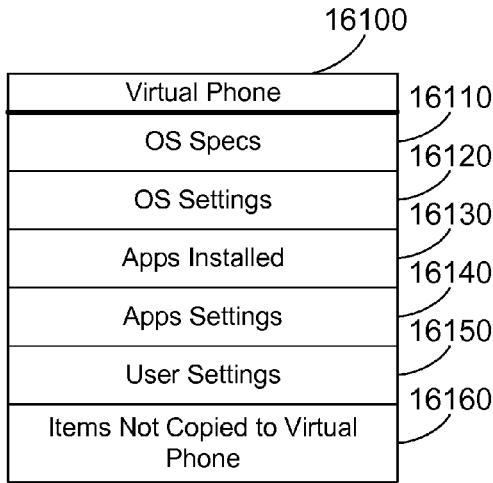 16100
Virtual Phone
16110
OS Specs
16120
OS Settings
16130
Apps Installed
16140
Apps Settings
16150
User Settings
16160
Items Not Copied to Virtual
Phone